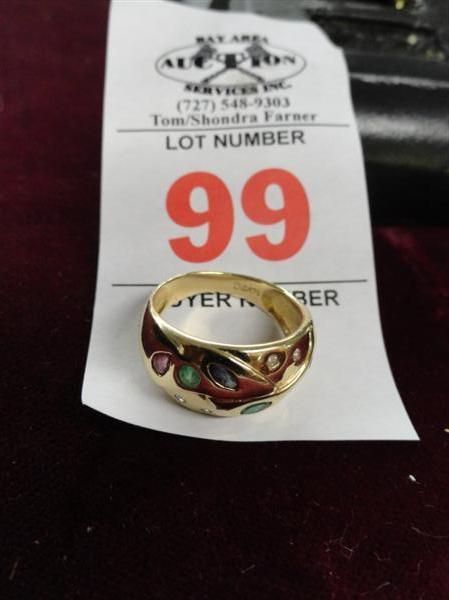 BAY AREA
AUCTION
SERVICES INC.
(727) 548-9303
Tom/Shondra Farner
LOT NUMBER
99